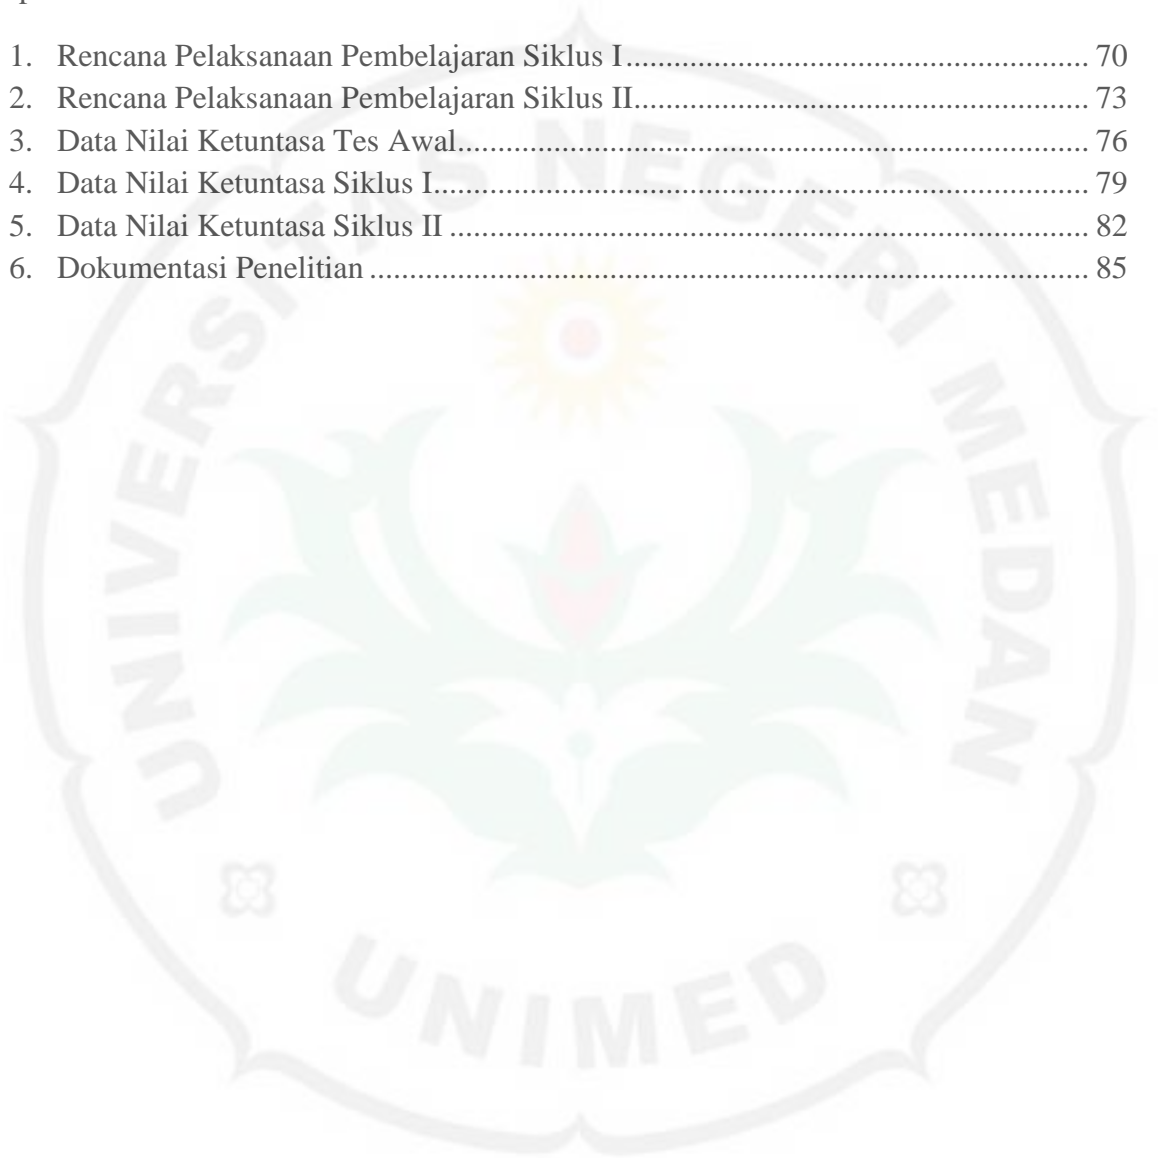 1. Rencana Pelaksanaan Pembelajaran Siklus I........................................................ 70
2. Rencana Pelaksanaan Pembelajaran Siklus II....................................................... 73
3. Data Nilai Ketuntasa Tes Awal............................................................................. 76
4. Data Nilai Ketuntasa Siklus I................................................................................ 79
5. Data Nilai Ketuntasa Siklus II .............................................................................. 82
6. Dokumentasi Penelitian ........................................................................................ 85
UNIVERSITAS NEGERI MEDAN
UNIMED